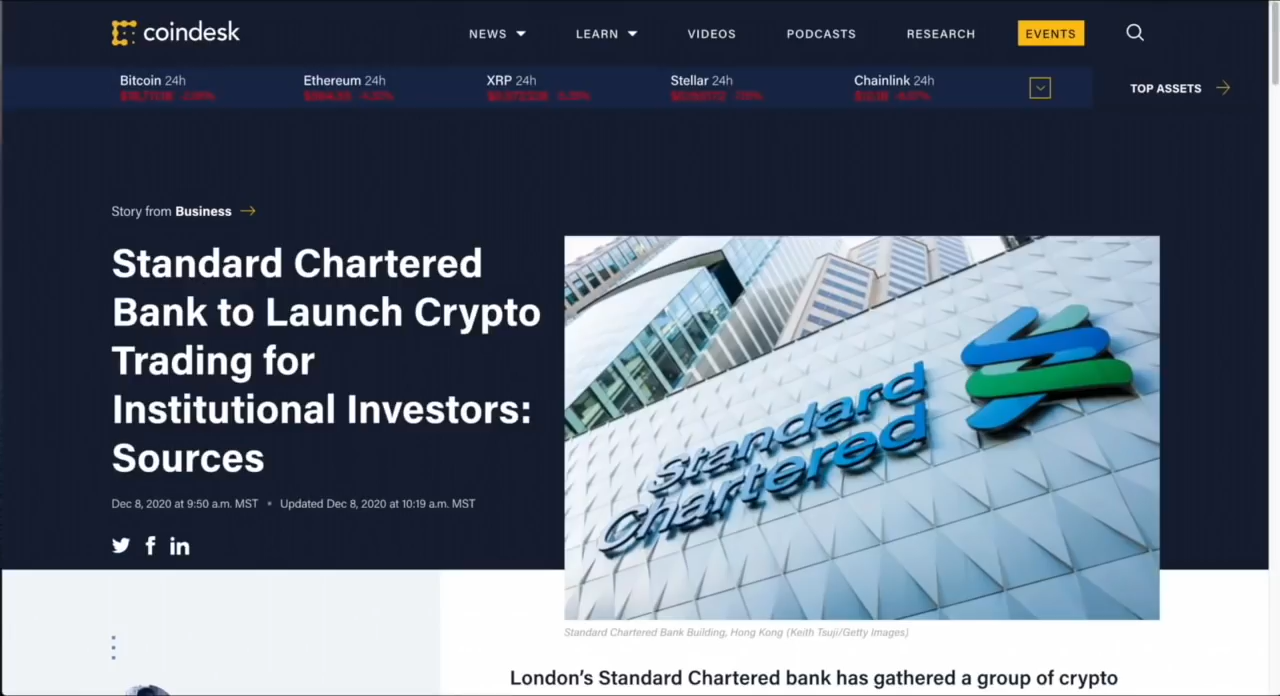 coindesk
NEWS
LEARN
VIDEOS
PODCASTS
RESEARCH
EVENTS
Bitcoin 24h
Ethereum 24h
XRP 24h
Stellar 24h
Chainlink 24h
TOP ASSETS
Story from Business
Standard Chartered
Bank to Launch Crypto
Trading for
Institutional Investors:
Sources
Dec 8, 2020 at 9:50 a.m. MST • Updated Dec 8, 2020 at 10:19 a.m. MST
Standard
Chartered
Standard Chartered Bank Building, Hong Kong (Keith Tsuji/Getty Images)
London's Standard Chartered bank has gathered a group of crypto